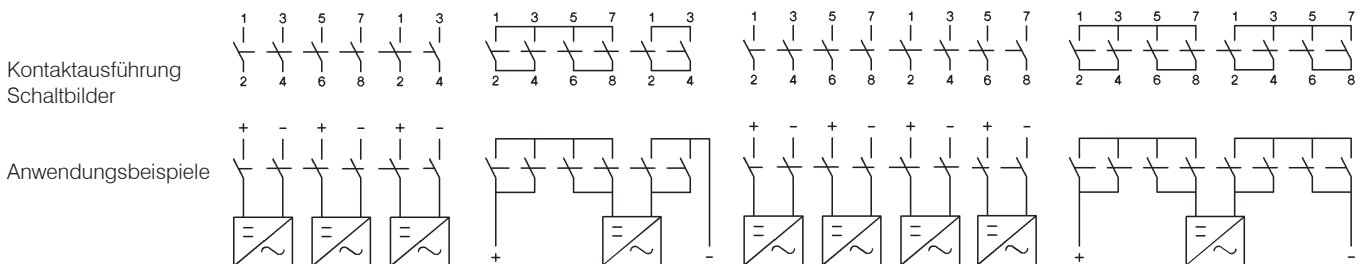 1 3 5 7 1 3 1 3 5 7 1 3 1 3 5 7 1 3 5 7 1 3 5 7 1 3 5 7
Kontaktausführung
Schaltbilder
2 4 6 8 2 4 2 4 6 8 2 4 2 4 6 8 2 4 6 8 2 4 6 8 2 4 6 8
+ - + - + - + - + - + - + -
Anwendungsbeispiele
= ~ = ~ = ~ = ~ = ~ = ~ = ~ = ~ = ~
+ - + -